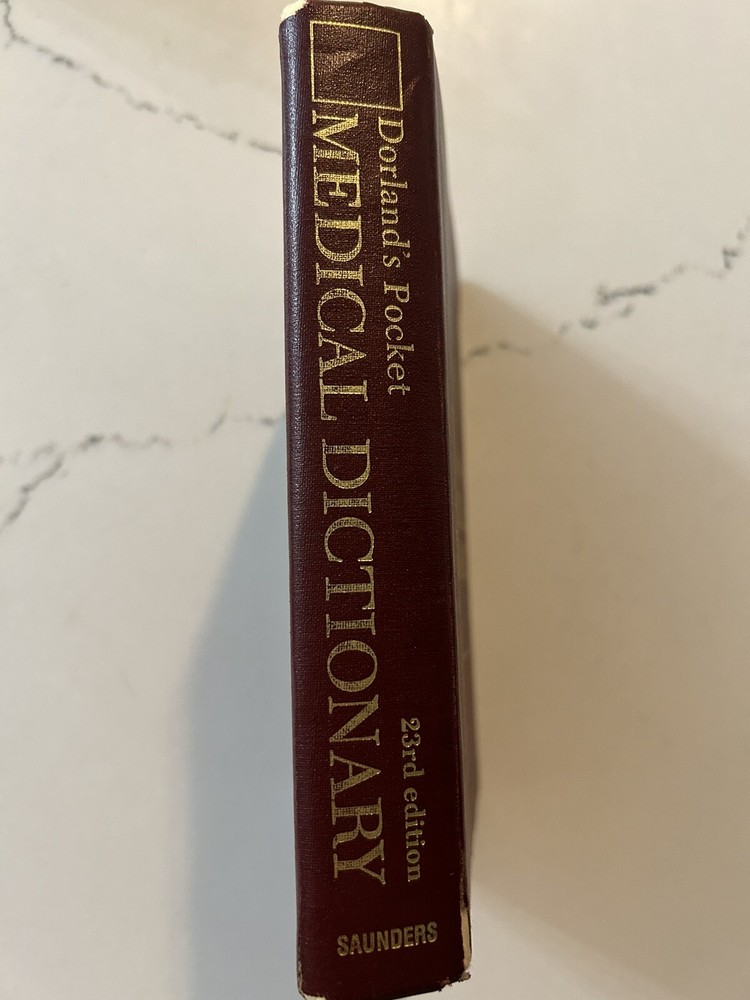 Dorland's Pocket
MEDICAL DICTIONARY
23rd edition
SAUNDERS